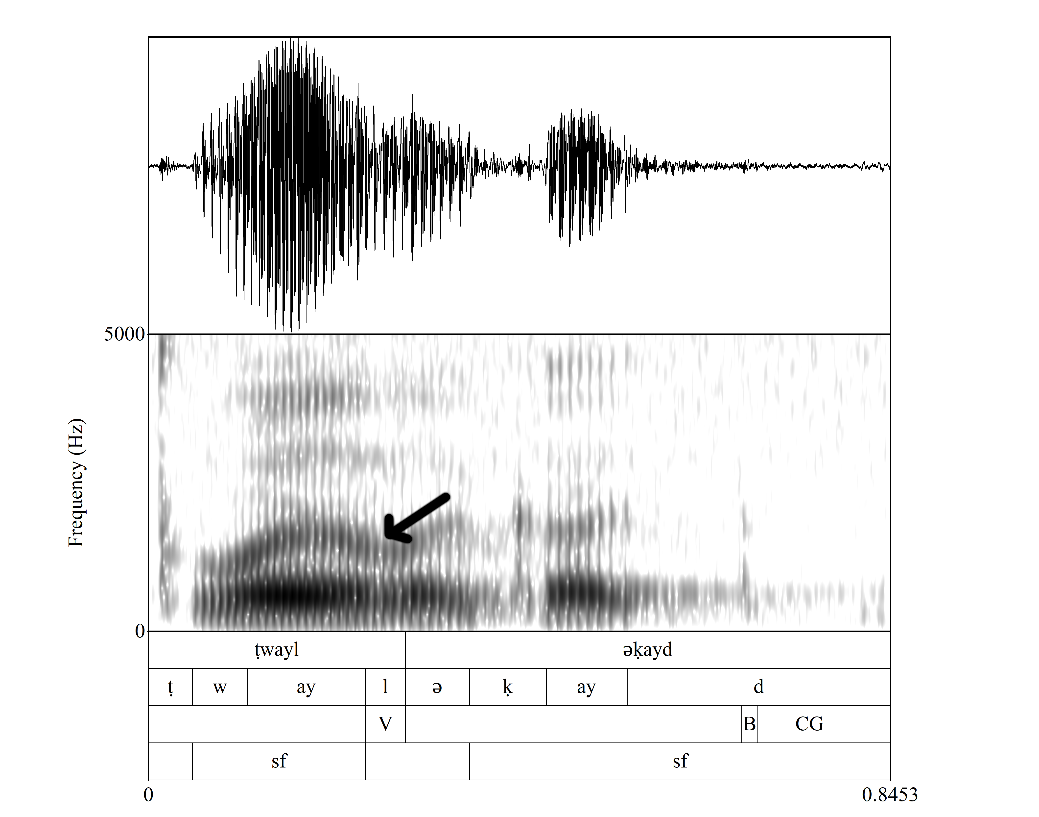 5000
Frequency (Hz)
0
ṭwayl əḳayd
ṭ w ay l ə ḳ ay d
V B CG
sf sf
0 0.8453